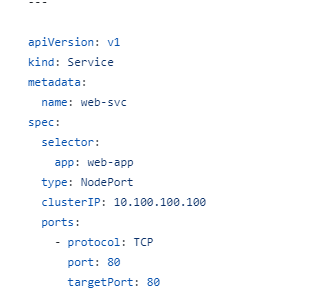 ---
apiVersion: v1
kind: Service
metadata:
  name: web-svc
spec:
  selector:
    app: web-app
  type: NodePort
  clusterIP: 10.100.100.100
  ports:
    - protocol: TCP
      port: 80
      targetPort: 80